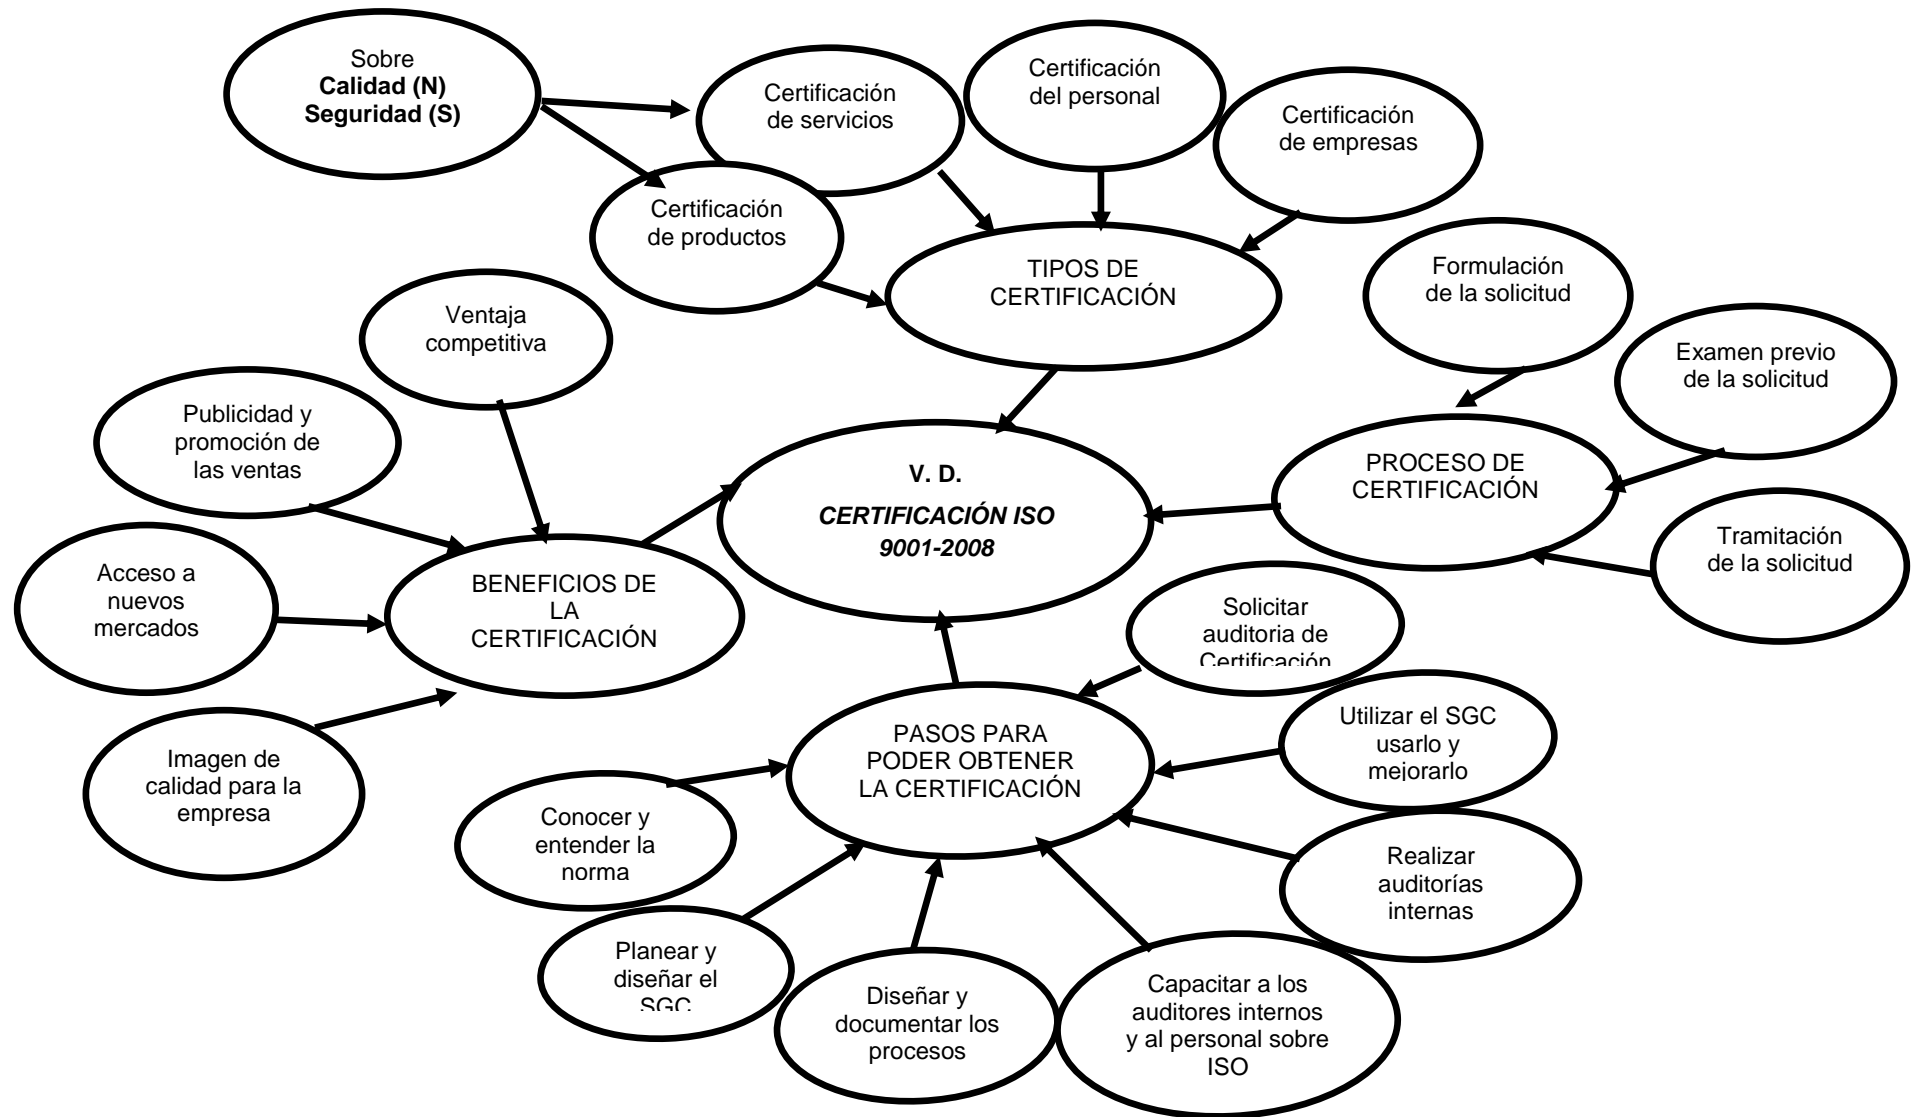 Sobre
Calidad (N)
Seguridad (S)
Certificación
de servicios
Certificación
del personal
Certificación
de empresas
Certificación
de productos
TIPOS DE
CERTIFICACIÓN
Formulación
de la solicitud
Ventaja
competitiva
Examen previo
de la solicitud
Publicidad y
promoción de
las ventas
V. D.
CERTIFICACIÓN ISO
9001-2008
PROCESO DE
CERTIFICACIÓN
Tramitación
de la solicitud
Acceso a
nuevos
mercados
BENEFICIOS DE
LA
CERTIFICACIÓN
Solicitar
auditoria de
Certificación
Imagen de
calidad para la
empresa
PASOS PARA
PODER OBTENER
LA CERTIFICACIÓN
Utilizar el SGC
usarlo y
mejorarlo
Conocer y
entender la
norma
Realizar
auditorías
internas
Planear y
diseñar el
SGC
Diseñar y
documentar los
procesos
Capacitar a los
auditores internos
y al personal sobre
ISO